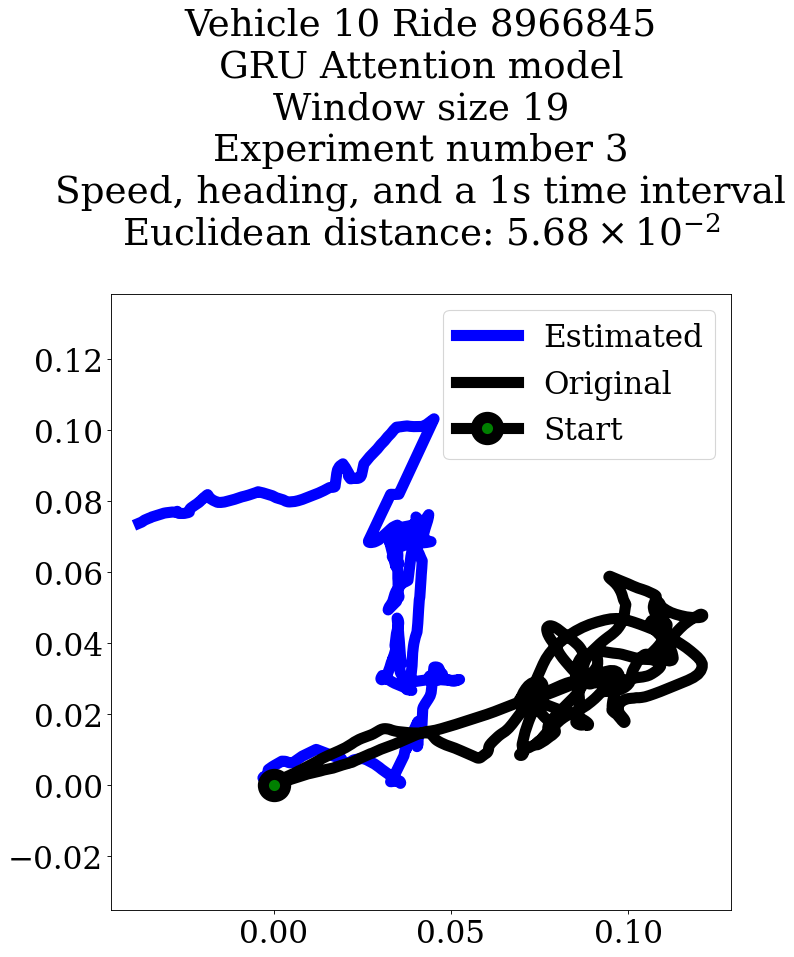 Vehicle 10 Ride 8966845
GRU Attention model
Window size 19
Experiment number 3
Speed, heading, and a 1s time interval
Euclidean distance: 5.68 × 10⁻²
Estimated
Original
Start
0.12
0.10
0.08
0.06
0.04
0.02
0.00
−0.02
0.00 0.05 0.10